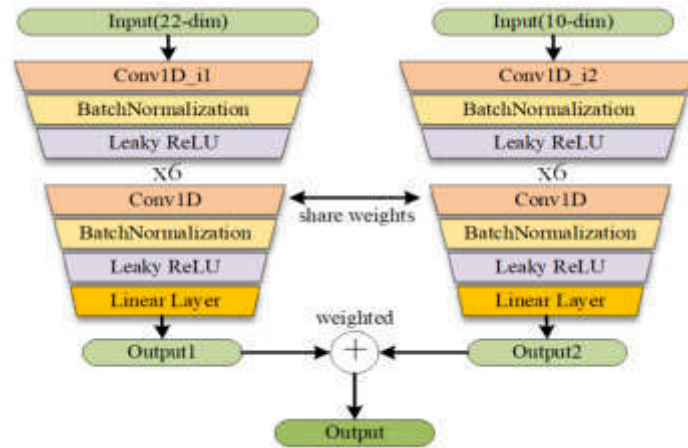 Input(22-dim)
Input(10-dim)
Conv1D_i1
Conv1D_i2
BatchNormalization
BatchNormalization
Leaky ReLU
Leaky ReLU
x6
x6
Conv1D
share weights
Conv1D
BatchNormalization
BatchNormalization
Leaky ReLU
Leaky ReLU
Linear Layer
Linear Layer
weighted
Output1
+
Output2
Output